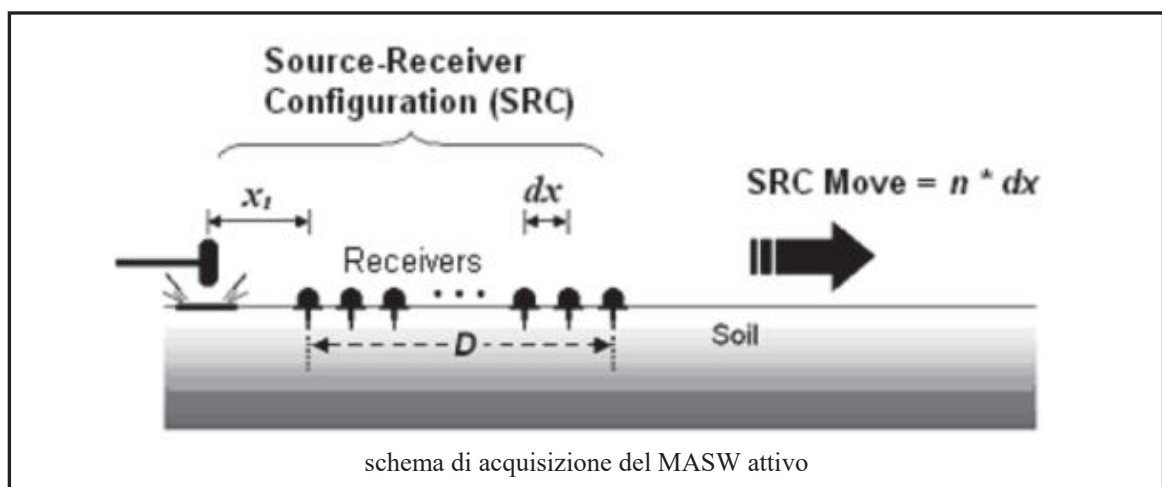 Source-Receiver
Configuration (SRC)
x₁
dx
SRC Move = n * dx
Receivers
D
Soil
schema di acquisizione del MASW attivo